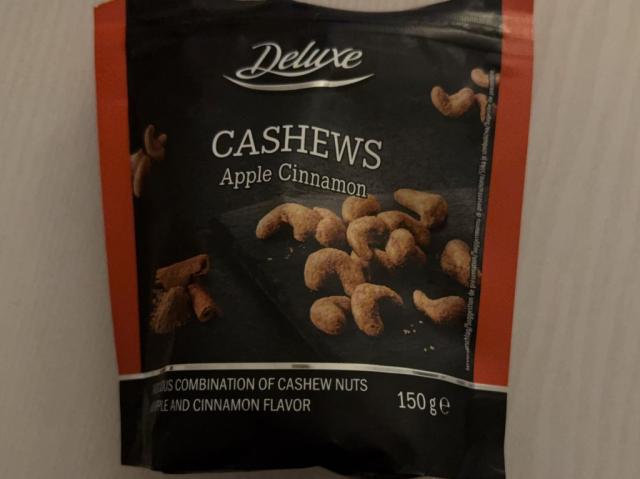 Deluxe
CASHEWS
Apple Cinnamon
COMBINATION OF CASHEW NUTS
AND CINNAMON FLAVOR
150 g e